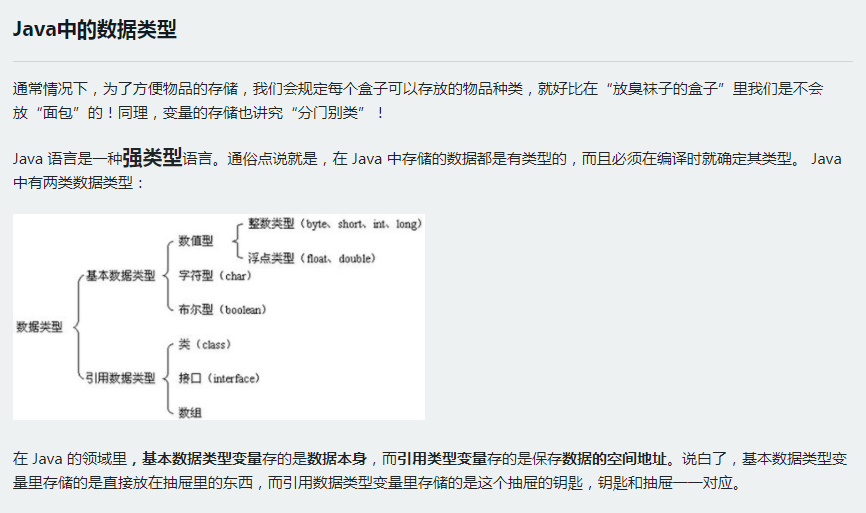 Java中的数据类型
通常情况下，为了方便物品的存储，我们会规定每个盒子可以存放的物品种类，就好比在“放臭袜子的盒子”里我们是不会
放“面包”的！同理，变量的存储也讲究“分门别类”！
Java 语言是一种强类型语言。通俗点说就是，在 Java 中存储的数据都是有类型的，而且必须在编译时就确定其类型。 Java
中有两类数据类型：
整数类型（byte、short、int、long）
数值型
浮点类型（float、double）
基本数据类型
字符型（char）
布尔型（boolean）
数据类型
类（class）
引用数据类型
接口（interface）
数组
在 Java 的领域里，基本数据类型变量存的是数据本身，而引用类型变量存的是保存数据的空间地址。说白了，基本数据类型变
量里存储的是直接放在抽屉里的东西，而引用数据类型变量里存储的是这个抽屉的钥匙，钥匙和抽屉一一对应。